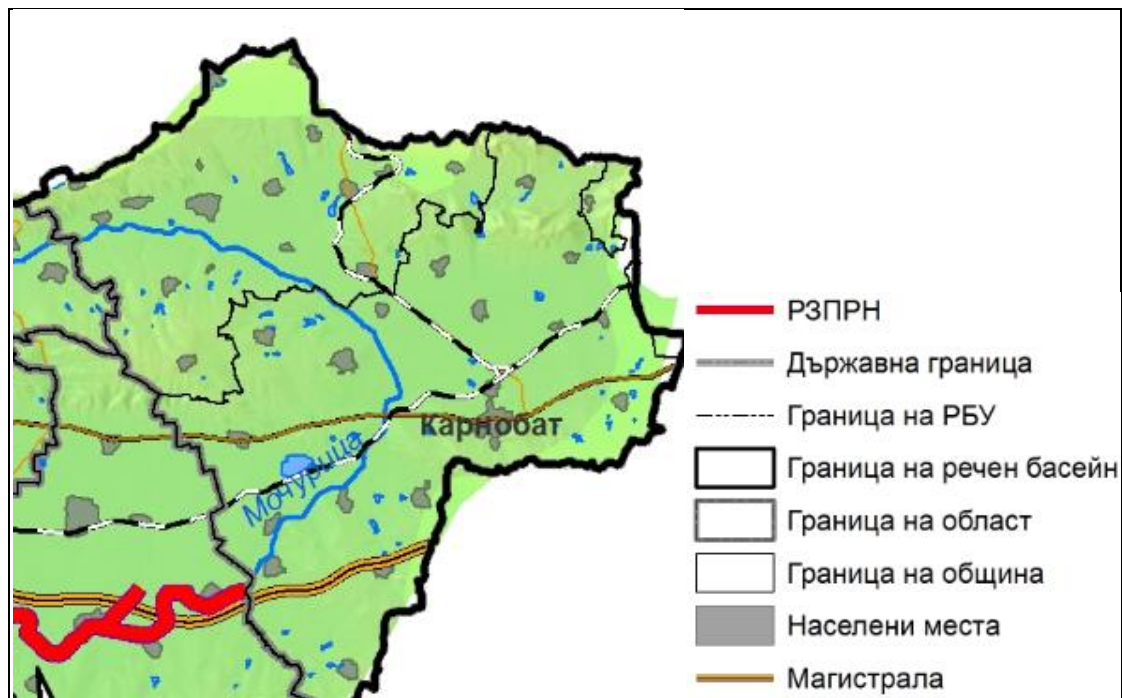 карнобат
Мочурица
РЗПРН
Държавна граница
Граница на РБУ
Граница на речен басейн
Граница на област
Граница на община
Населени места
Магистрала